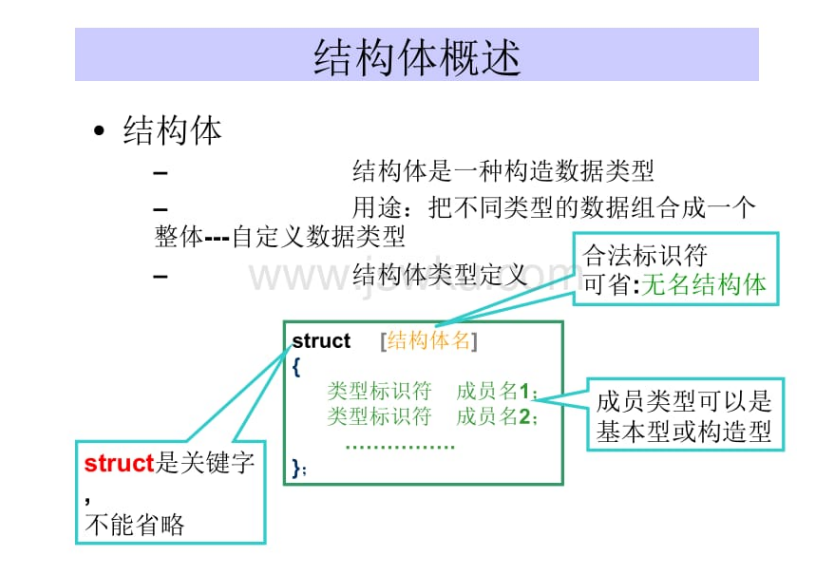 结构体概述
• 结构体
– 结构体是一种构造数据类型
– 用途：把不同类型的数据组合成一个
整体---自定义数据类型
– 结构体类型定义
合法标识符
可省:无名结构体
struct [结构体名]
{
类型标识符 成员名1;
类型标识符 成员名2;
................
};
成员类型可以是
基本型或构造型
struct是关键字
,
不能省略